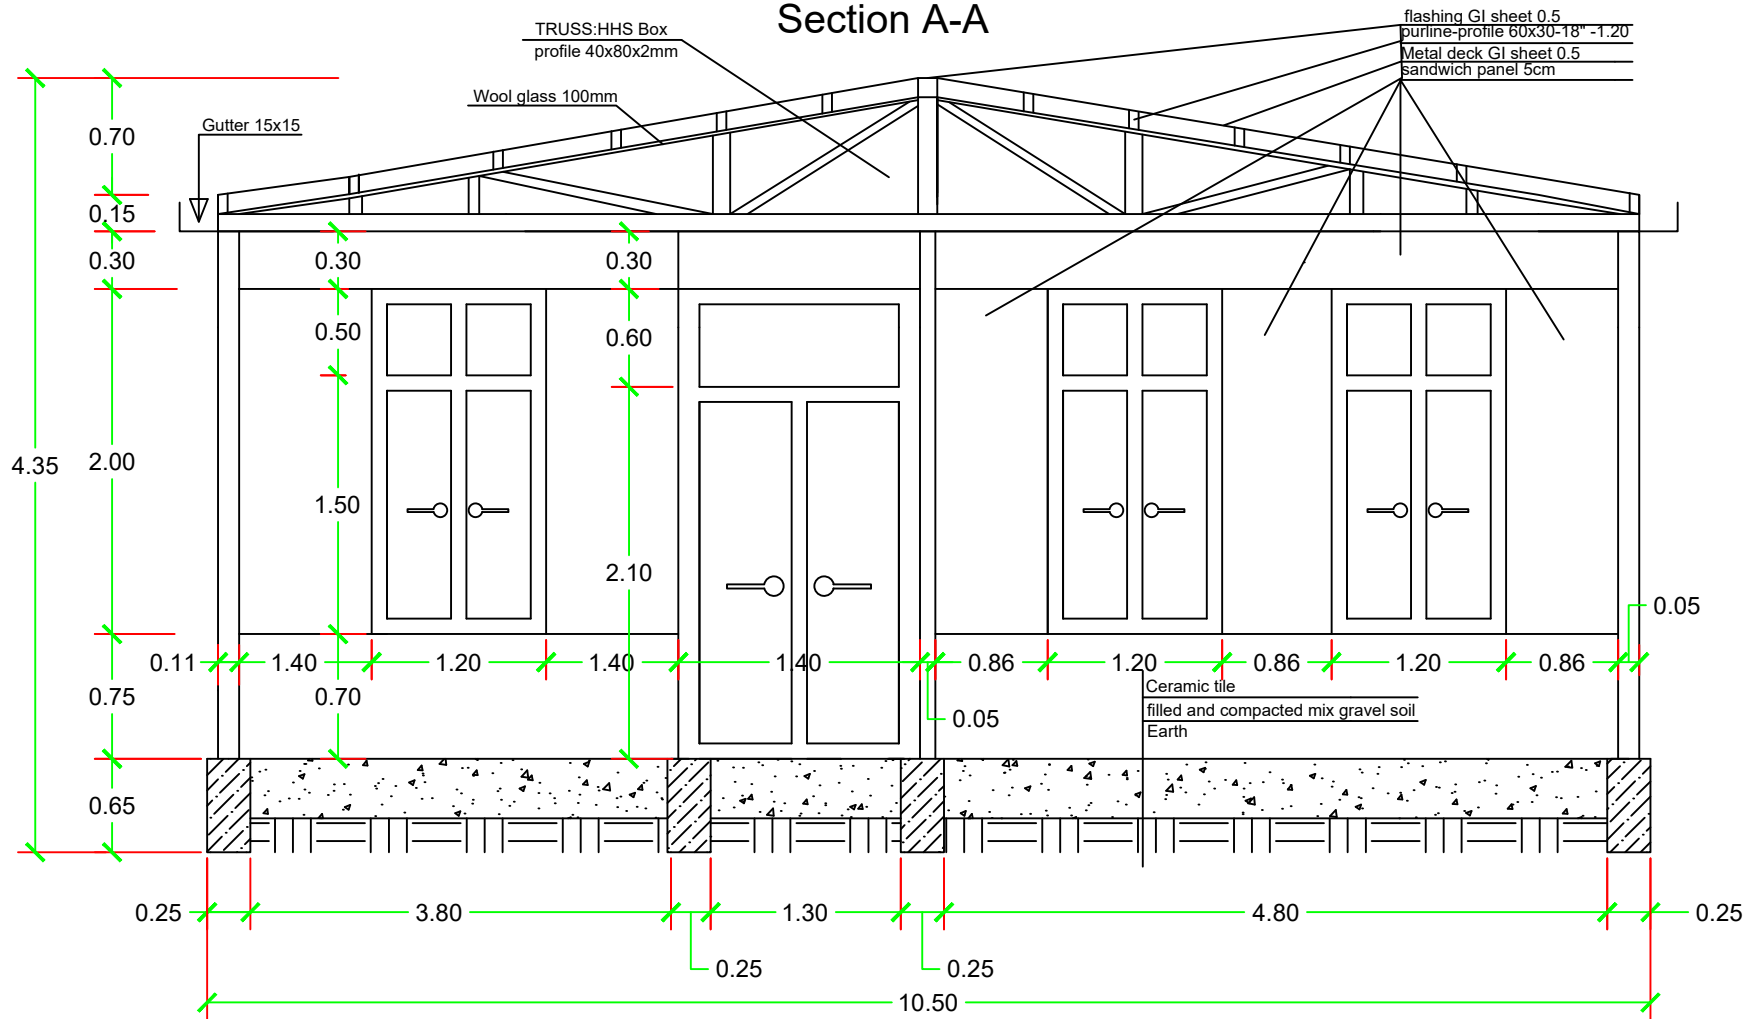 Section A-A
TRUSS:HHS Box
profile 40x80x2mm
flashing GI sheet 0.5
purline-profile 60x30-18" -1.20
Metal deck GI sheet 0.5
sandwich panel 5cm
Wool glass 100mm
Gutter 15x15
0.70
0.15
0.30
0.30
0.30
0.50
0.60
4.35
2.00
1.50
2.10
0.05
0.11
1.40
1.20
1.40
1.40
0.86
1.20
0.86
1.20
0.86
0.75
0.70
0.05
Ceramic tile
filled and compacted mix gravel soil
Earth
0.65
0.25
3.80
1.30
4.80
0.25
0.25
0.25
10.50